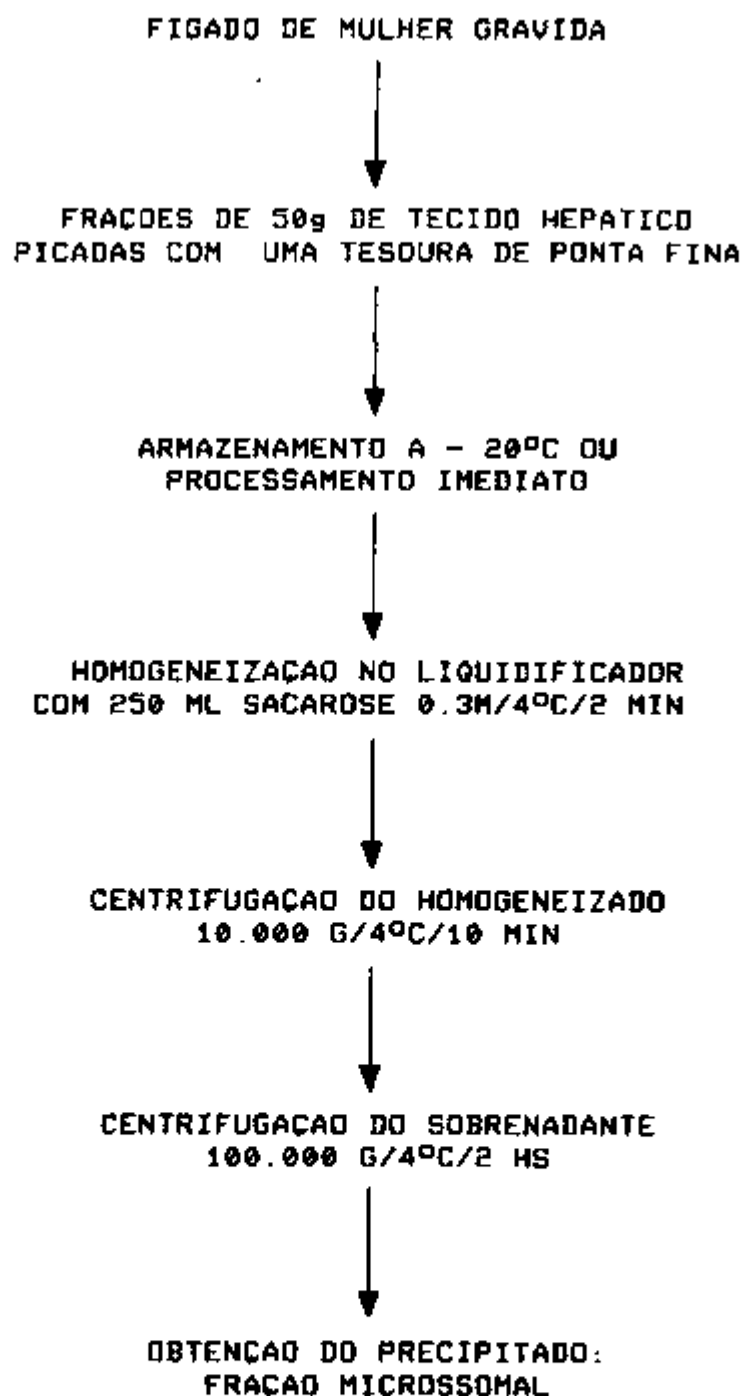 FIGADO DE MULHER GRAVIDA
FRAÇOES DE 50g DE TECIDO HEPATICO
PICADAS COM UMA TESOURA DE PONTA FINA
ARMAZENAMENTO A - 20ºC OU
PROCESSAMENTO IMEDIATO
HOMOGENEIZAÇAO NO LIQUIDIFICADOR
COM 250 ML SACAROSE 0.3M/4ºC/2 MIN
CENTRIFUGAÇAO DO HOMOGENEIZADO
10.000 G/4ºC/10 MIN
CENTRIFUGAÇAO DO SOBRENADANTE
100.000 G/4ºC/2 HS
OBTENÇAO DO PRECIPITADO:
FRAÇAO MICROSSOMAL